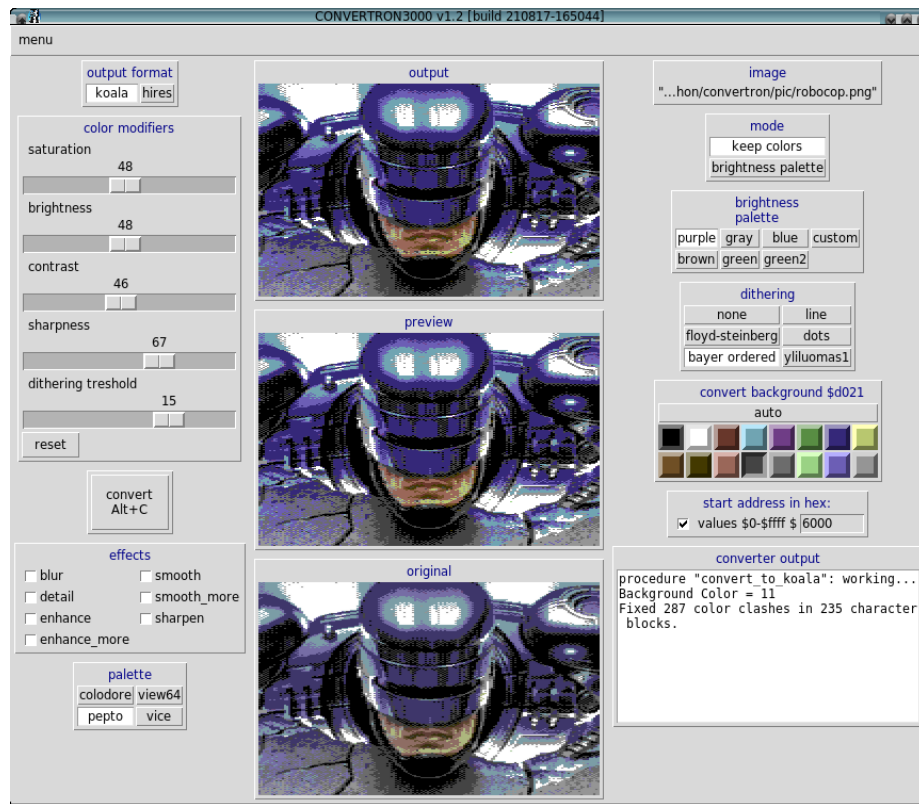 CONVERTRON3000 v1.2 [build 210817-165044]
menu
output format
koala hires
color modifiers
saturation
48
brightness
48
contrast
46
sharpness
67
dithering treshold
15
reset
convert
Alt+C
effects
blur smooth
detail smooth_more
enhance sharpen
enhance_more
palette
colodore view64
pepto vice
output
preview
original
image
"...hon/convertron/pic/robocop.png"
mode
keep colors
brightness palette
brightness
palette
purple gray blue custom
brown green green2
dithering
none line
floyd-steinberg dots
bayer ordered yliluomas1
convert background $d021
auto
start address in hex:
values $0-$ffff $ 6000
converter output
procedure "convert_to_koala": working...
Background Color = 11
Fixed 287 color clashes in 235 character
blocks.